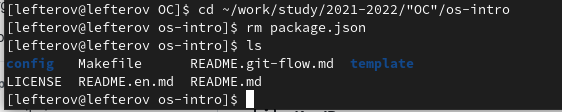 [lefterov@lefterov OC]$ cd ~/work/study/2021-2022/"OC"/os-intro
[lefterov@lefterov os-intro]$ rm package.json
[lefterov@lefterov os-intro]$ ls
config Makefile README.git-flow.md template
LICENSE README.en.md README.md
[lefterov@lefterov os-intro]$